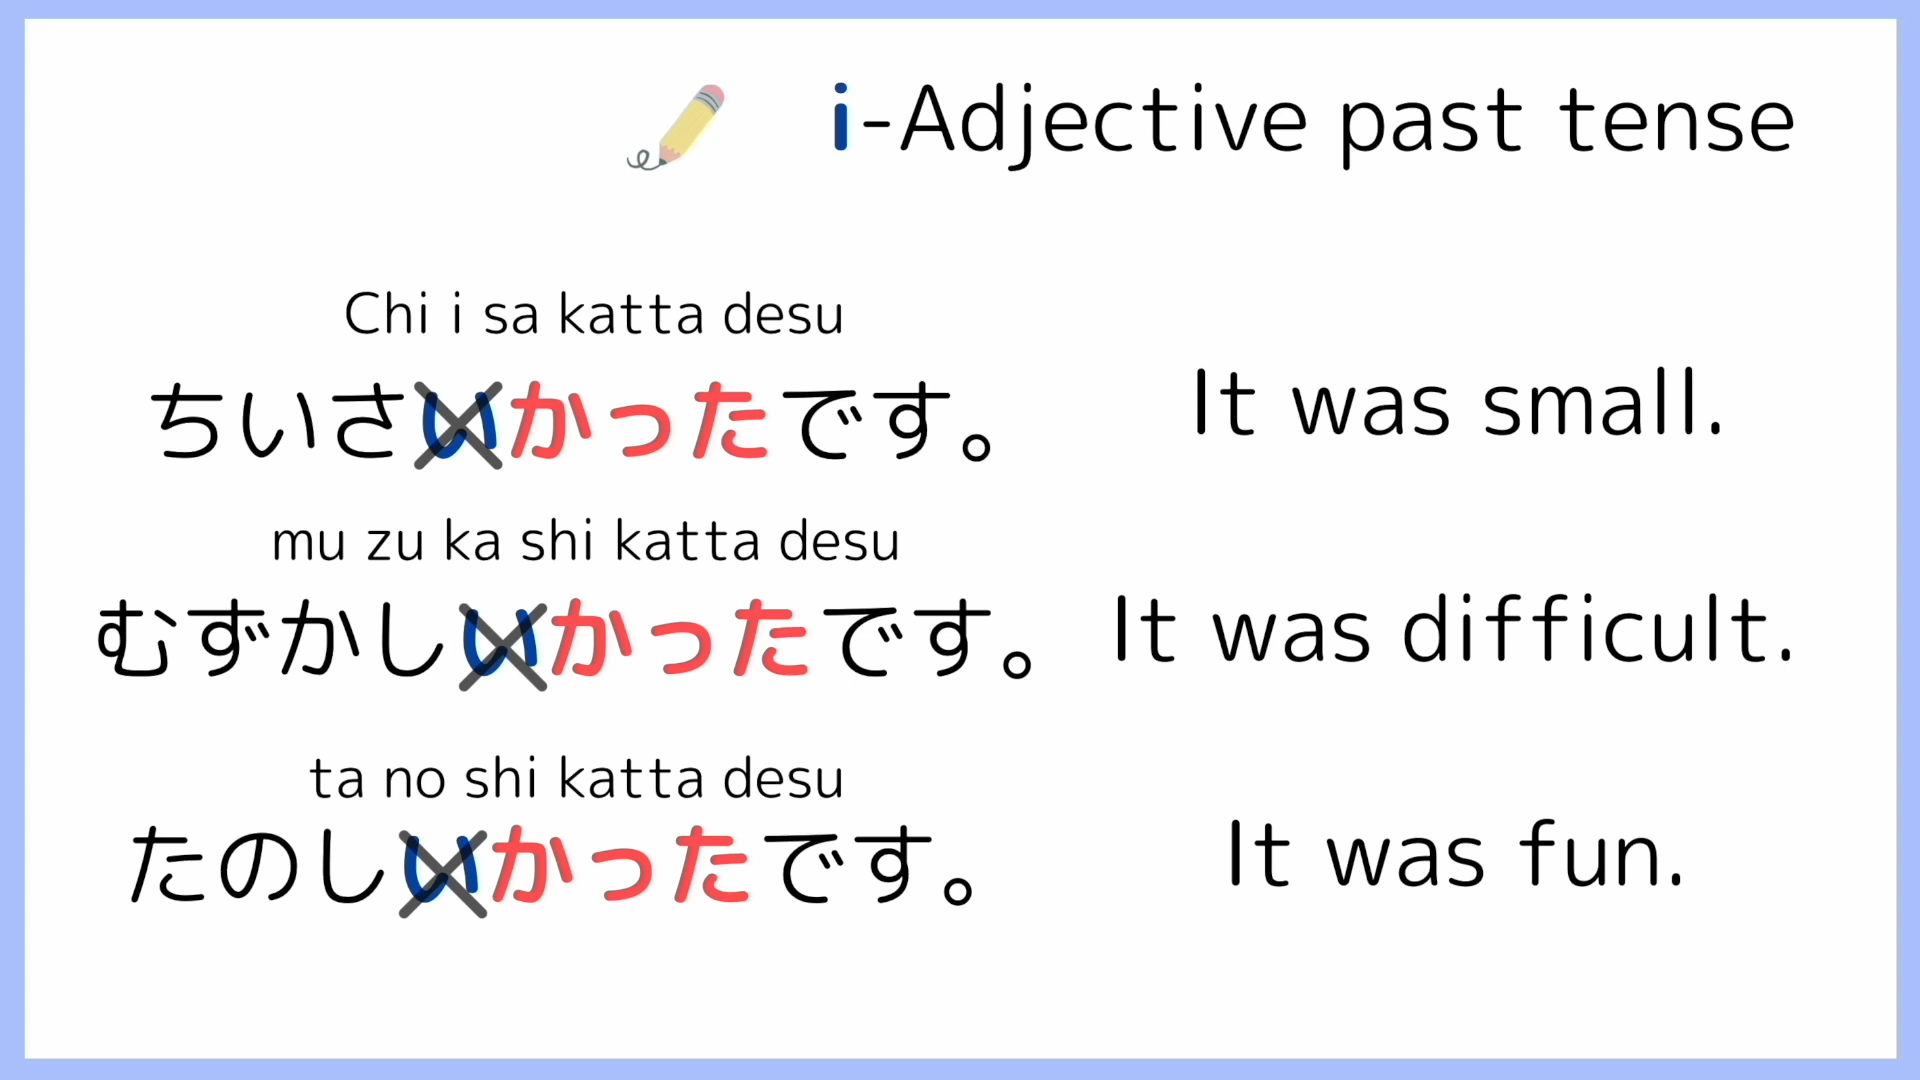 i-Adjective past tense
Chi i sa katta desu
ちいさいかったです。
It was small.
mu zu ka shi katta desu
むずかしいかったです。
It was difficult.
ta no shi katta desu
たのしいかったです。
It was fun.